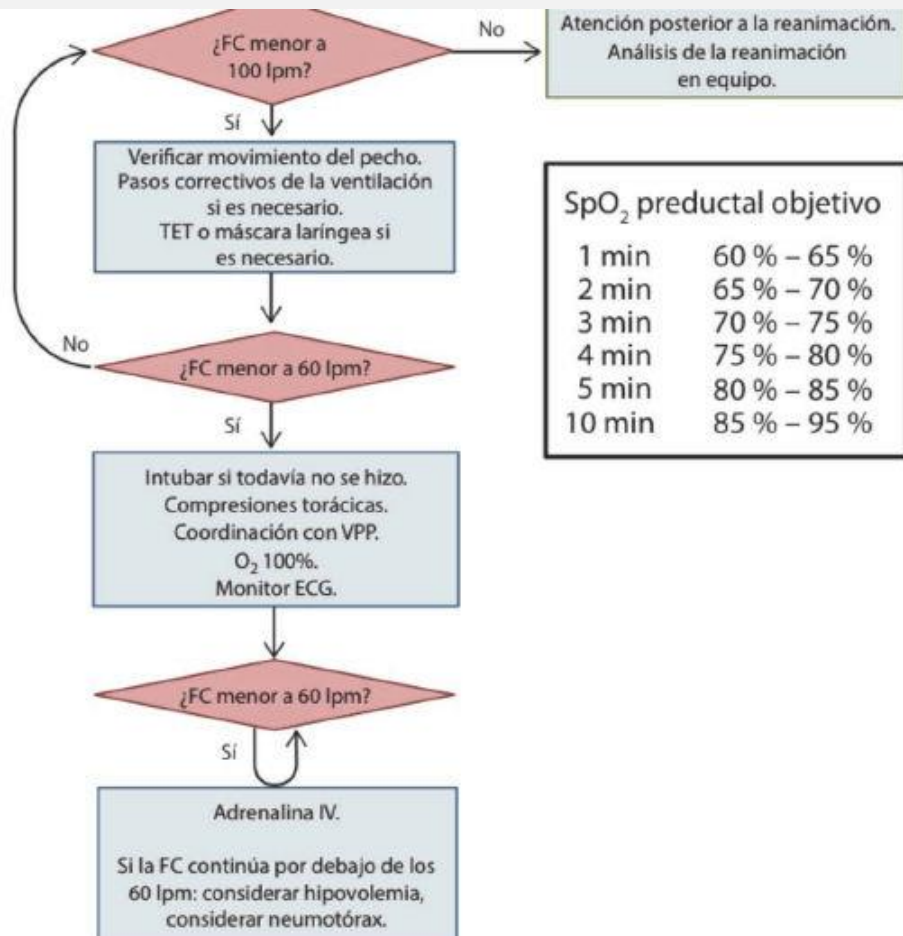 ¿FC menor a
100 lpm?
No
Atención posterior a la reanimación.
Análisis de la reanimación
en equipo.
Sí
Verificar movimiento del pecho.
Pasos correctivos de la ventilación
si es necesario.
TET o máscara laríngea si
es necesario.
SpO₂ preductal objetivo
1 min 60 % – 65 %
2 min 65 % – 70 %
3 min 70 % – 75 %
4 min 75 % – 80 %
5 min 80 % – 85 %
10 min 85 % – 95 %
No
¿FC menor a 60 lpm?
Sí
Intubar si todavía no se hizo.
Compresiones torácicas.
Coordinación con VPP.
O₂ 100%.
Monitor ECG.
¿FC menor a 60 lpm?
Sí
Adrenalina IV.
Si la FC continúa por debajo de los
60 lpm: considerar hipovolemia,
considerar neumotórax.